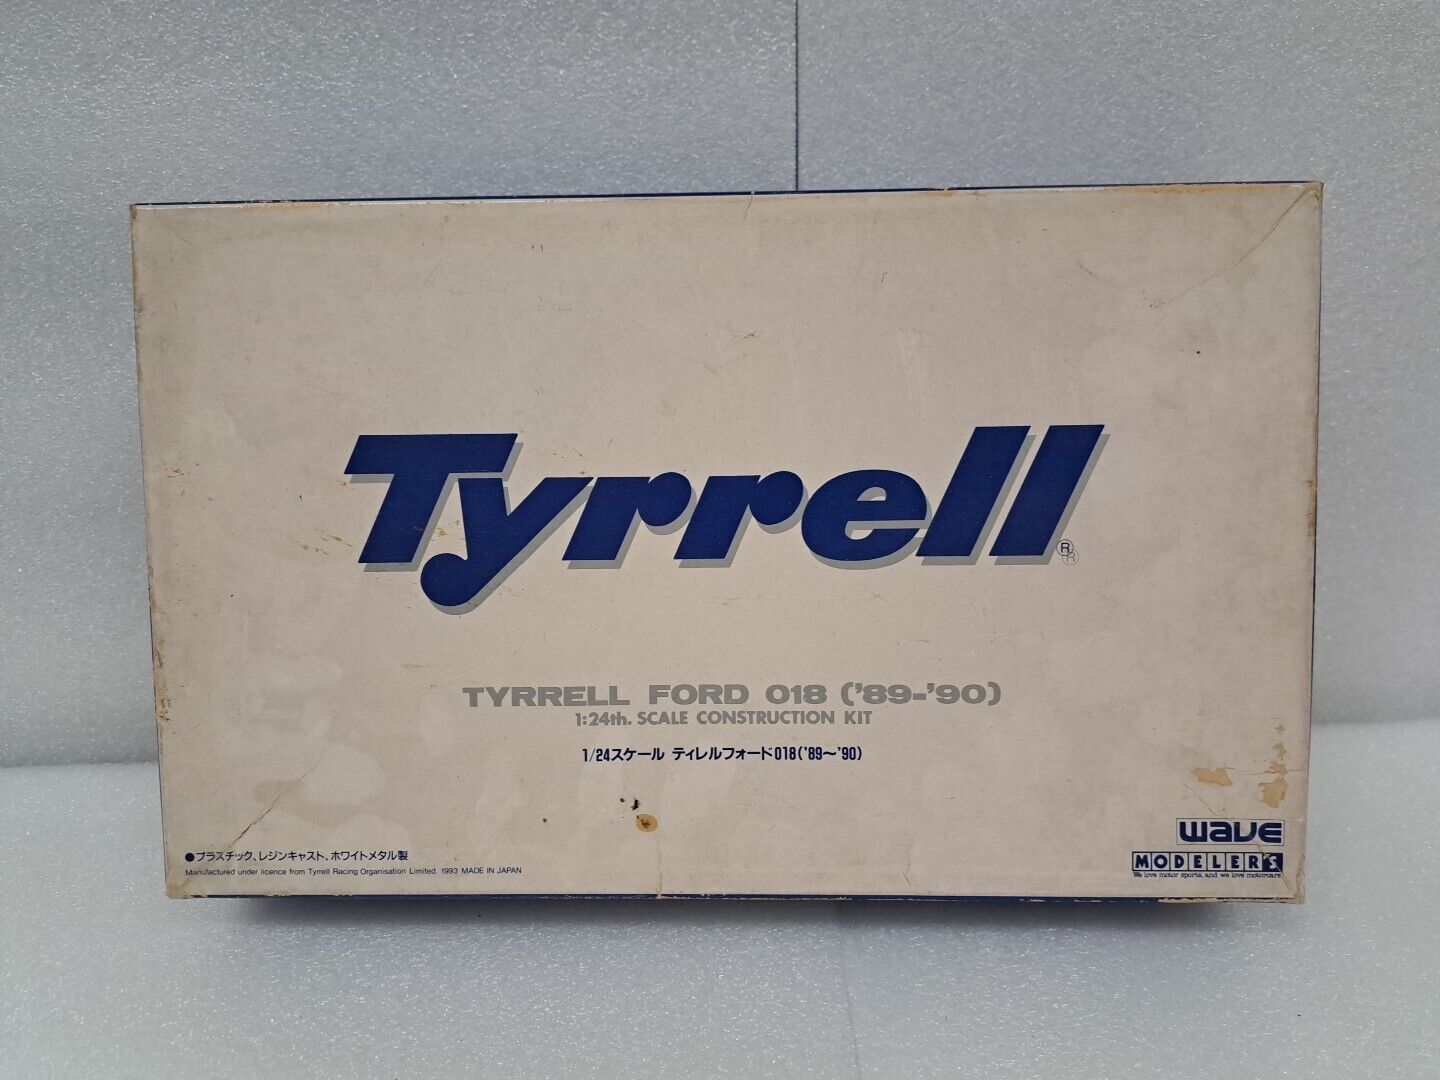 Tyrrell ®
TYRRELL FORD 018 ('89-'90)
1:24th. SCALE CONSTRUCTION KIT
1/24スケール ティレルフォード018('89〜'90)
●プラスチック、レジンキャスト、ホワイトメタル製
Manufactured under licence from Tyrrell Racing Organisation Limited. 1993 MADE IN JAPAN
wave
MODELER'S
We love motor sports, and we love motorcars